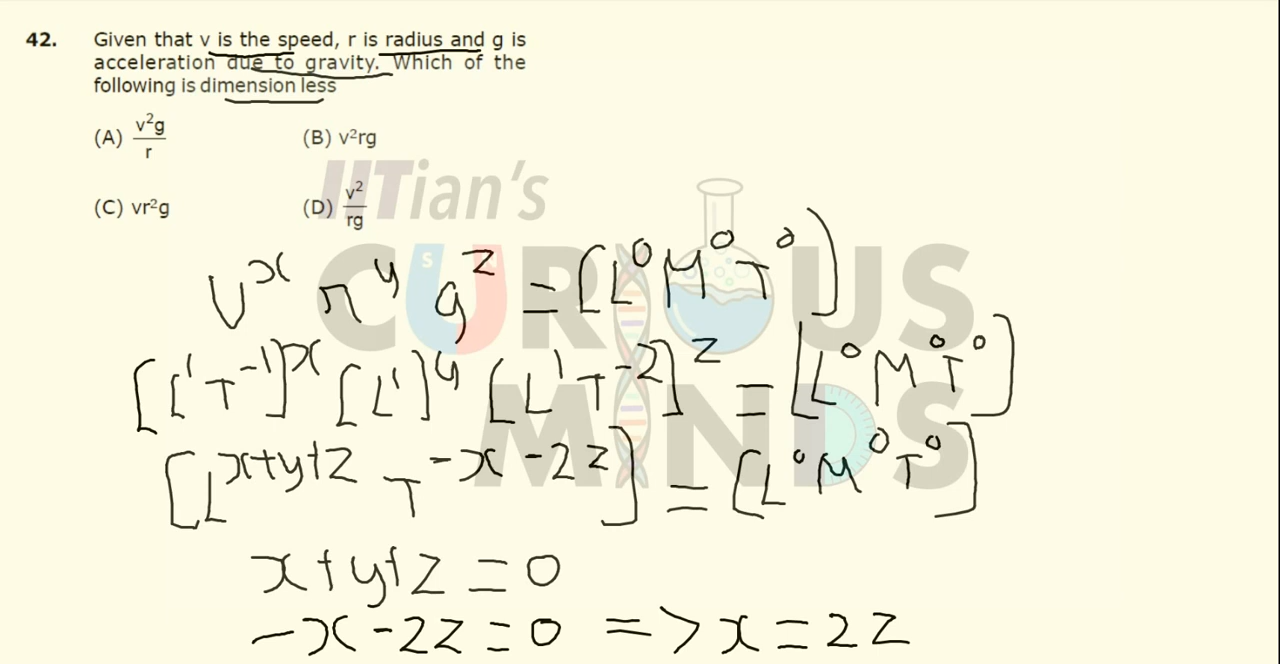 42. Given that v is the speed, r is radius and g is
acceleration due to gravity. Which of the
following is dimension less
(A) v²g/r (B) v²rg
(C) vr²g (D) v²/rg
IITian's
CURIOUS
MINDS
v^x r^y g^z = [L⁰M⁰T⁰]
[L¹T⁻¹]^x [L¹]^y [L¹T⁻²]^z = [L⁰M⁰T⁰]
[L^x+y+z T^-x-2z] = [L⁰M⁰T⁰]
x+y+z=0
-x-2z=0 => x=2z